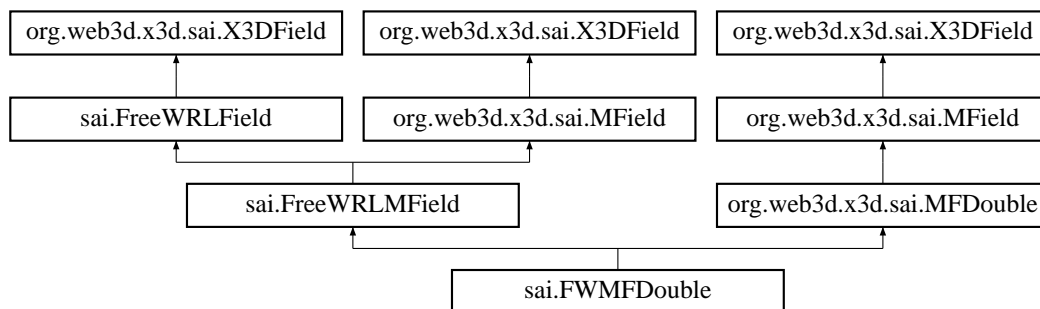 org.web3d.x3d.sai.X3DField
org.web3d.x3d.sai.X3DField
org.web3d.x3d.sai.X3DField
sai.FreeWRLField
org.web3d.x3d.sai.MField
org.web3d.x3d.sai.MField
sai.FreeWRLMField
org.web3d.x3d.sai.MFDouble
sai.FWMFDouble